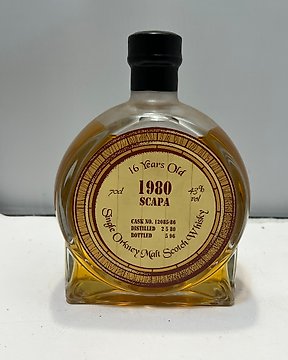 16 Years Old
1980
SCAPA
70cl
43%
vol
CASK NO. 12085-86
DISTILLED 2 5 80
BOTTLED 5 96
Single Orkney Malt Scotch Whisky